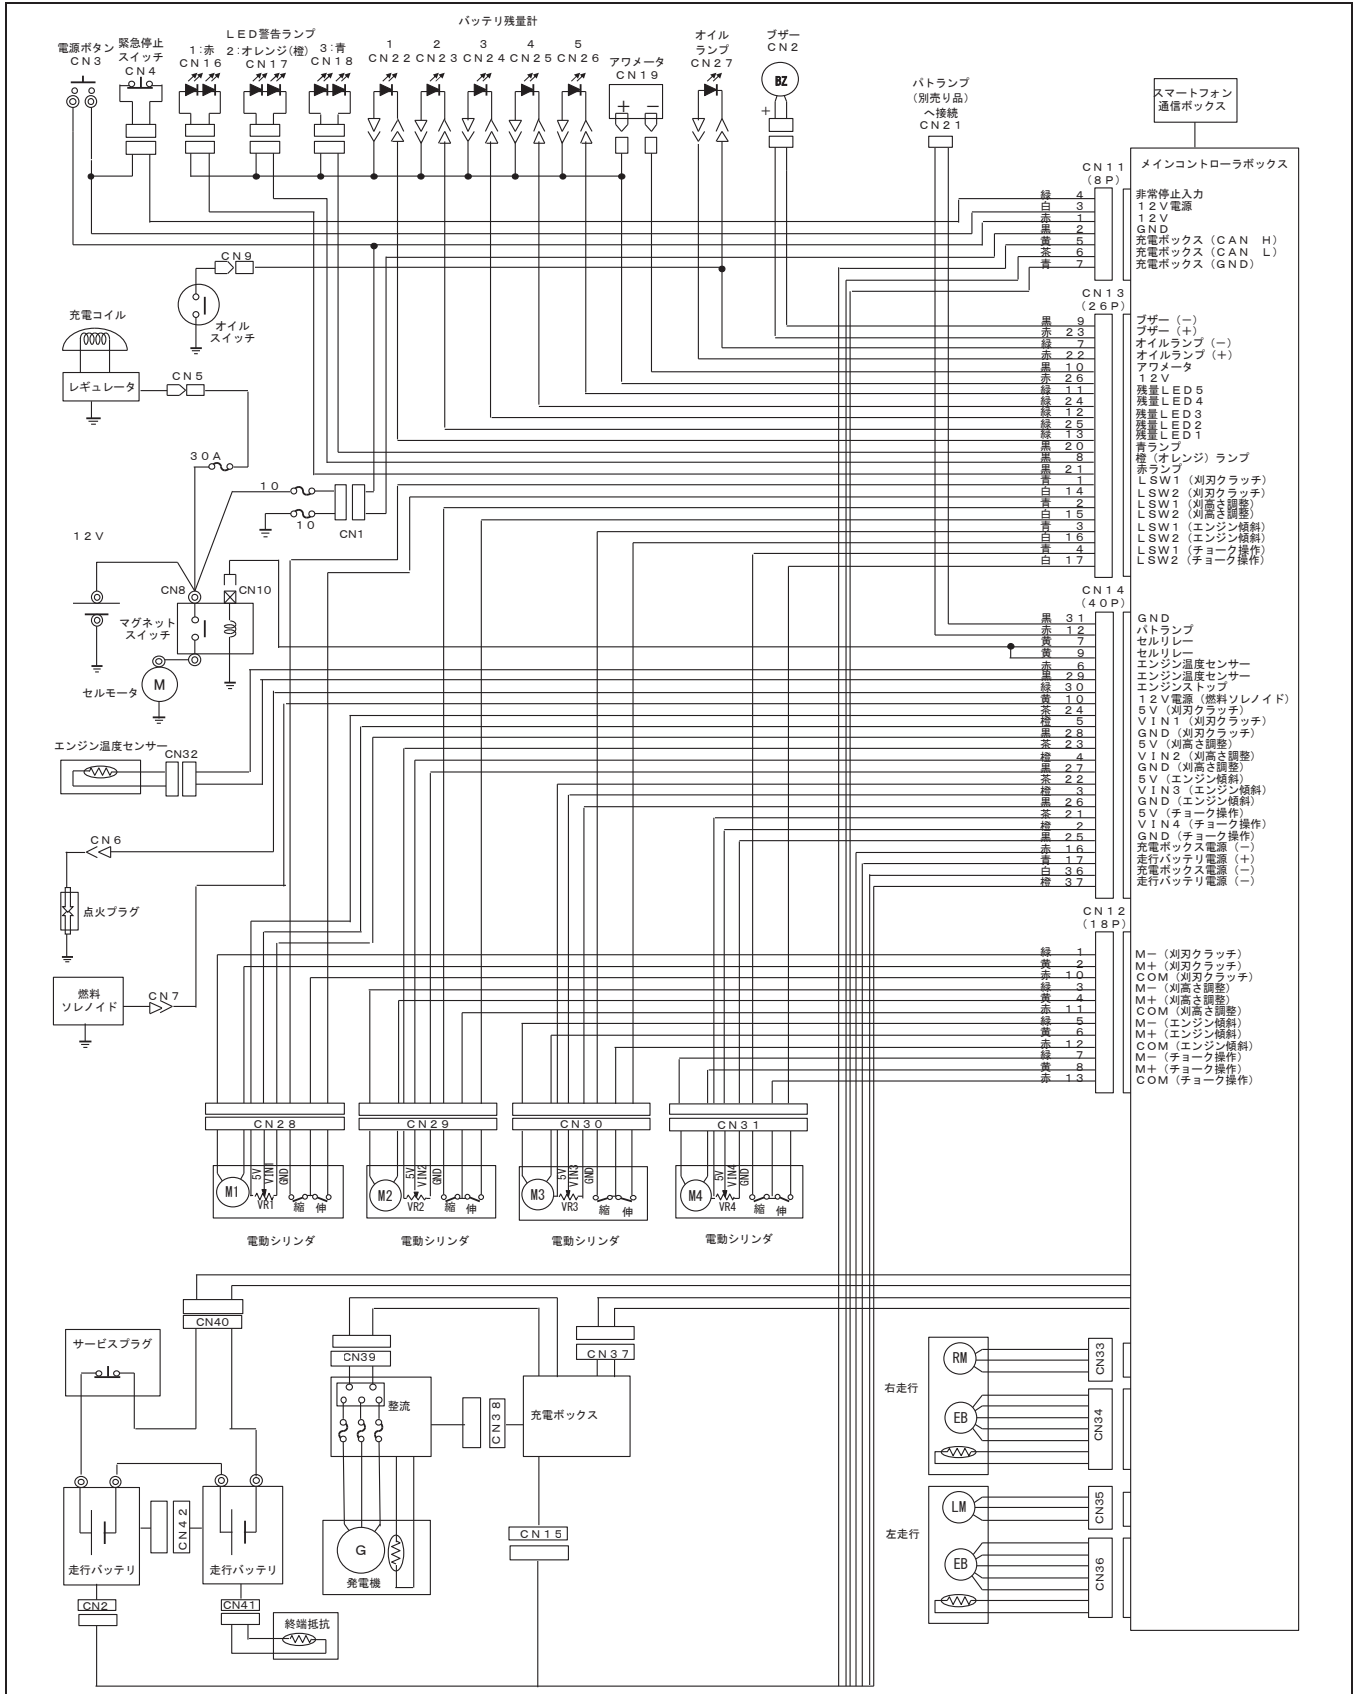 電源ボタン
CN3
緊急停止
スイッチ
CN4
LED警告ランプ
1:赤
CN16
2:オレンジ(橙)
CN17
3:青
CN18
バッテリ残量計
1
CN22
2
CN23
3
CN24
4
CN25
5
CN26
アワメータ
CN19
+ −
オイル
ランプ
CN27
ブザー
CN2
BZ
+
パトランプ
(別売り品)
へ接続
CN21
スマートフォン
通信ボックス
メインコントローラボックス
CN11
(8P)
緑 4 非常停止入力
白 3 12V電源
赤 1 12V
黒 2 GND
黄 5 充電ボックス(CAN H)
茶 6 充電ボックス(CAN L)
青 7 充電ボックス(GND)
CN13
(26P)
黒 9 ブザー(−)
赤 23 ブザー(+)
緑 7 オイルランプ(−)
赤 22 オイルランプ(+)
黒 10 アワメータ
赤 26 12V
緑 11 残量LED5
緑 24 残量LED4
緑 12 残量LED3
緑 25 残量LED2
緑 13 残量LED1
黒 20 青ランプ
黒 8 橙(オレンジ)ランプ
黒 21 赤ランプ
青 1 LSW1(刈刃クラッチ)
白 14 LSW2(刈刃クラッチ)
青 2 LSW1(刈高さ調整)
白 15 LSW2(刈高さ調整)
青 3 LSW1(エンジン傾斜)
白 16 LSW2(エンジン傾斜)
青 4 LSW1(チョーク操作)
白 17 LSW2(チョーク操作)
CN14
(40P)
黒 31 GND
赤 12 パトランプ
黄 7 セルリレー
黄 9 セルリレー
赤 6 エンジン温度センサー
黒 29 エンジン温度センサー
緑 30 エンジンストップ
黄 10 12V電源(燃料ソレノイド)
茶 24 5V(刈刃クラッチ)
橙 5 VIN1(刈刃クラッチ)
黒 28 GND(刈刃クラッチ)
茶 23 5V(刈高さ調整)
橙 4 VIN2(刈高さ調整)
黒 27 GND(刈高さ調整)
茶 22 5V(エンジン傾斜)
橙 3 VIN3(エンジン傾斜)
黒 26 GND(エンジン傾斜)
茶 21 5V(チョーク操作)
橙 2 VIN4(チョーク操作)
黒 25 GND(チョーク操作)
赤 16 充電ボックス電源(−)
青 17 走行バッテリ電源(+)
白 36 充電ボックス電源(−)
橙 37 走行バッテリ電源(−)
CN12
(18P)
緑 1 M−(刈刃クラッチ)
黄 2 M+(刈刃クラッチ)
赤 10 COM(刈刃クラッチ)
緑 3 M−(刈高さ調整)
黄 4 M+(刈高さ調整)
赤 11 COM(刈高さ調整)
緑 5 M−(エンジン傾斜)
黄 6 M+(エンジン傾斜)
赤 12 COM(エンジン傾斜)
緑 7 M−(チョーク操作)
黄 8 M+(チョーク操作)
赤 13 COM(チョーク操作)
CN9
オイル
スイッチ
充電コイル
レギュレータ
CN5
30A
10
10
CN1
12V
CN8
CN10
マグネット
スイッチ
セルモータ
M
エンジン温度センサー
CN32
CN6
点火プラグ
燃料
ソレノイド
CN7
CN28
M1
5V
VIN1
GND
VR1
縮 伸
電動シリンダ
CN29
M2
5V
VIN2
GND
VR2
縮 伸
電動シリンダ
CN30
M3
5V
VIN3
GND
VR3
縮 伸
電動シリンダ
CN31
M4
5V
VIN4
GND
VR4
縮 伸
電動シリンダ
CN40
サービスプラグ
CN42
走行バッテリ
走行バッテリ
CN2
CN41
終端抵抗
CN39
整流
CN38
G
発電機
CN37
充電ボックス
CN15
右走行
RM
CN33
EB
CN34
左走行
LM
CN35
EB
CN36